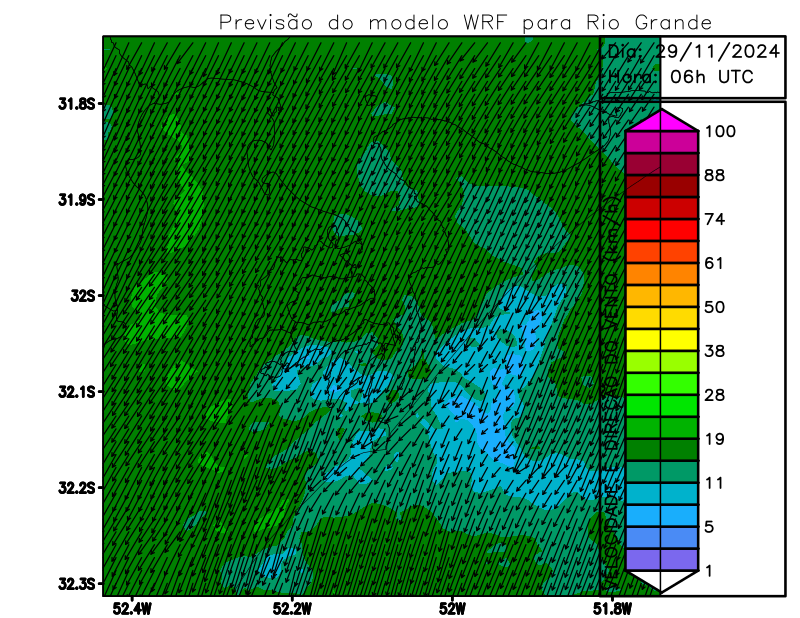 Previsão do modelo WRF para Rio Grande
Dia: 29/11/2024
Hora: 06h UTC
31.8S
31.9S
32S
32.1S
32.2S
32.3S
52.4W
52.2W
52W
51.8W
VELOCIDADE E DIREÇÃO DO VENTO (km/h)
100
88
74
61
50
38
28
19
11
5
1